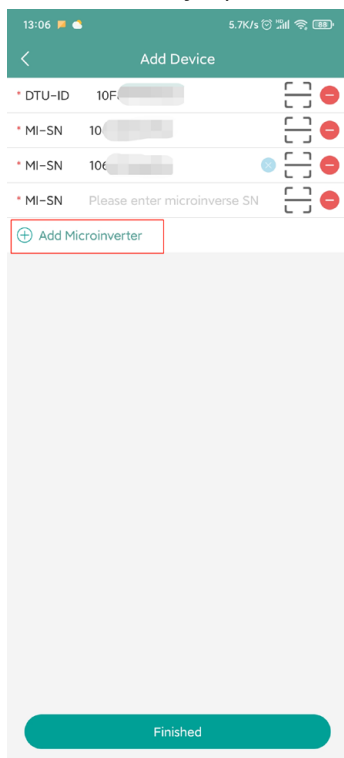 13:06 5.7K/s 88
Add Device
* DTU-ID 10F
* MI-SN 10
* MI-SN 106
* MI-SN Please enter microinverse SN
Add Microinverter
Finished